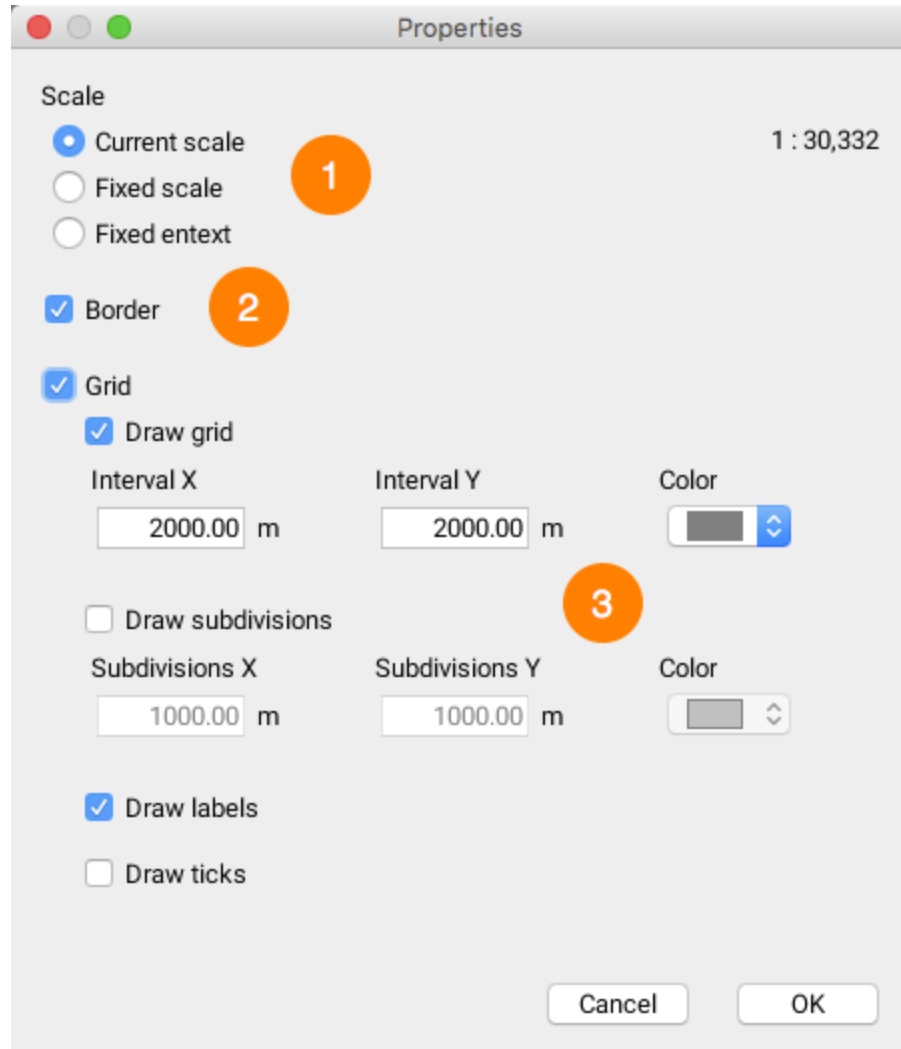 Properties
Scale
Current scale 1 : 30,332
1
Fixed scale
Fixed entext
Border 2
Grid
Draw grid
Interval X Interval Y Color
2000.00 m 2000.00 m
3
Draw subdivisions
Subdivisions X Subdivisions Y Color
1000.00 m 1000.00 m
Draw labels
Draw ticks
Cancel OK